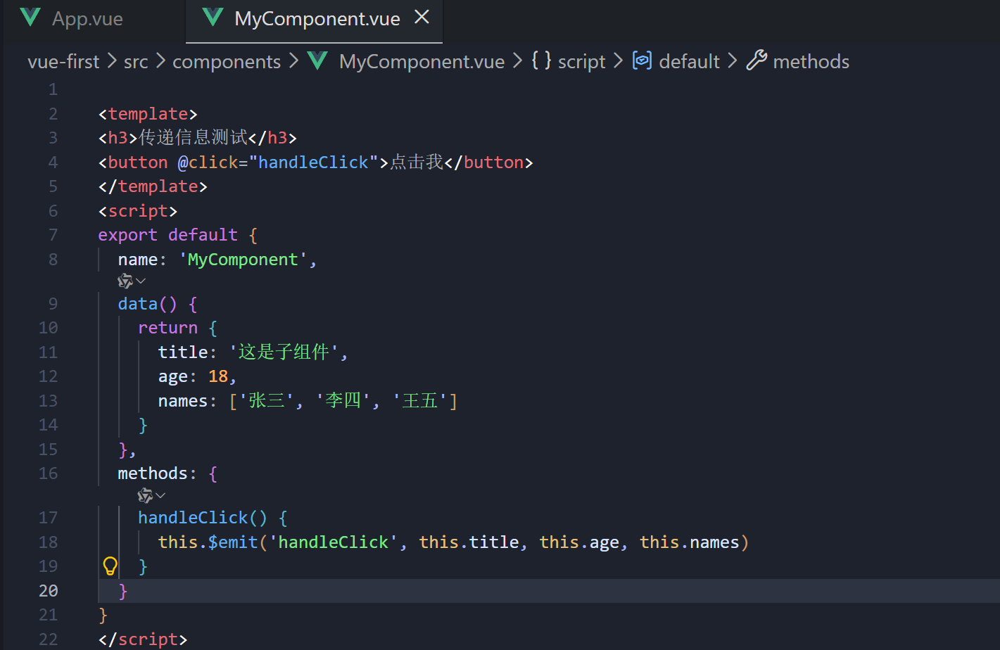 App.vue MyComponent.vue
vue-first > src > components > MyComponent.vue > {} script > default > methods
1
2 <template>
3 <h3>传递信息测试</h3>
4 <button @click="handleClick">点击我</button>
5 </template>
6 <script>
7 export default {
8 name: 'MyComponent',
9 data() {
10 return {
11 title: '这是子组件',
12 age: 18,
13 names: ['张三', '李四', '王五']
14 }
15 },
16 methods: {
17 handleClick() {
18 this.$emit('handleClick', this.title, this.age, this.names)
19 }
20 }
21 }
22 </script>